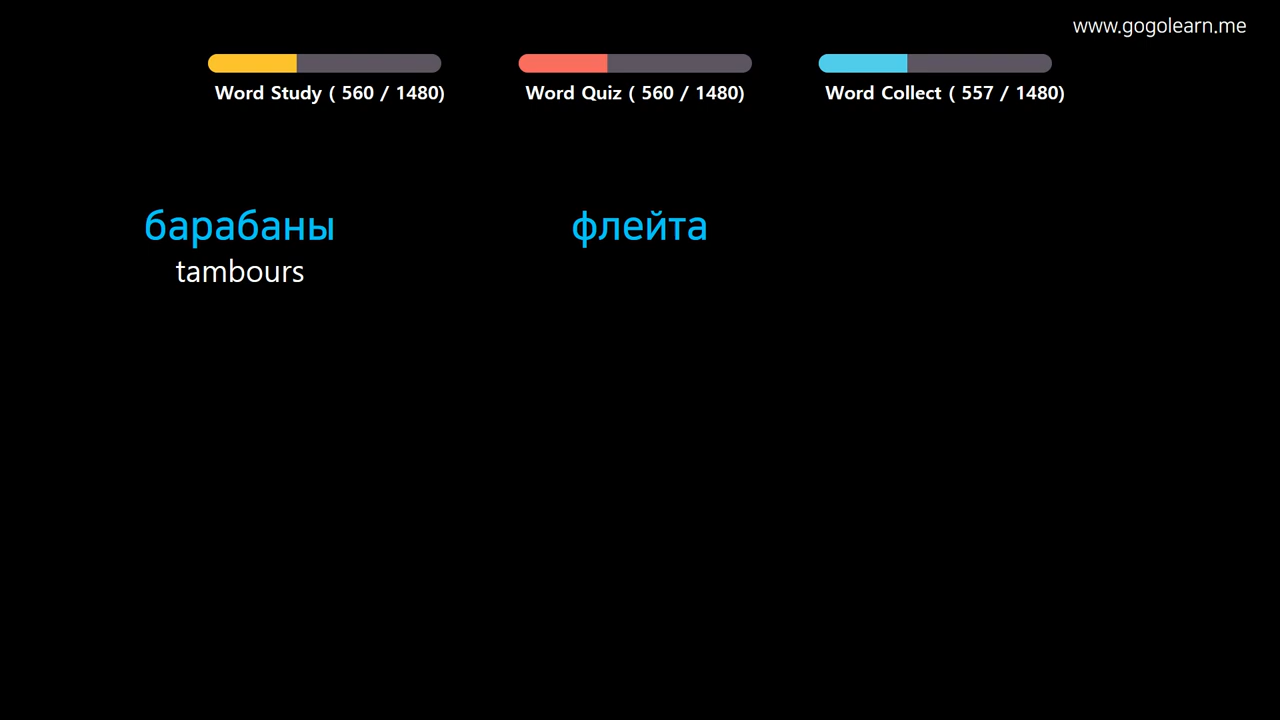 www.gogolearn.me
Word Study ( 560 / 1480)
Word Quiz ( 560 / 1480)
Word Collect ( 557 / 1480)
барабаны
tambours
флейта